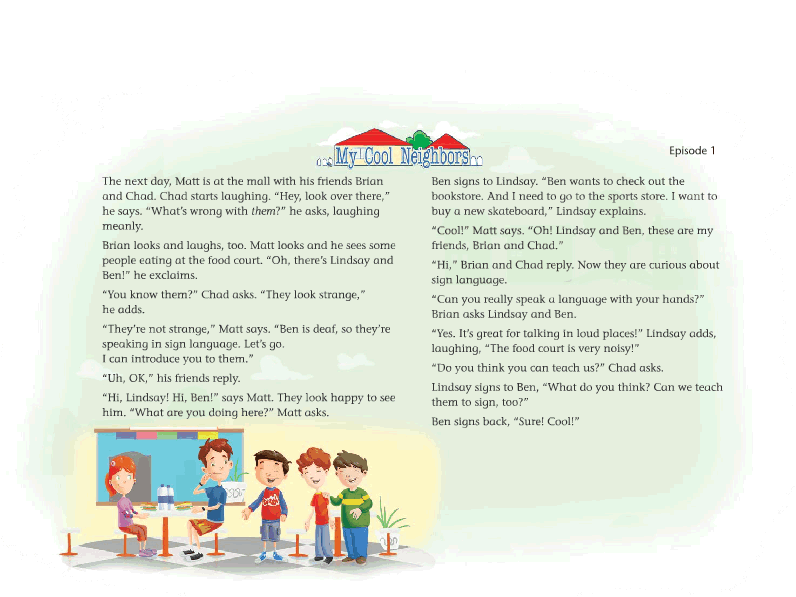 My Cool Neighbors
Episode 1
The next day, Matt is at the mall with his friends Brian
and Chad. Chad starts laughing. “Hey, look over there,”
he says. “What’s wrong with them?” he asks, laughing
meanly.
Brian looks and laughs, too. Matt looks and he sees some
people eating at the food court. “Oh, there’s Lindsay and
Ben!” he exclaims.
“You know them?” Chad asks. “They look strange,”
he adds.
“They’re not strange,” Matt says. “Ben is deaf, so they’re
speaking in sign language. Let’s go.
I can introduce you to them.”
“Uh, OK,” his friends reply.
“Hi, Lindsay! Hi, Ben!” says Matt. They look happy to see
him. “What are you doing here?” Matt asks.
Ben signs to Lindsay. “Ben wants to check out the
bookstore. And I need to go to the sports store. I want to
buy a new skateboard,” Lindsay explains.
“Cool!” Matt says. “Oh! Lindsay and Ben, these are my
friends, Brian and Chad.”
“Hi,” Brian and Chad reply. Now they are curious about
sign language.
“Can you really speak a language with your hands?”
Brian asks Lindsay and Ben.
“Yes. It’s great for talking in loud places!” Lindsay adds,
laughing, “The food court is very noisy!”
“Do you think you can teach us?” Chad asks.
Lindsay signs to Ben, “What do you think? Can we teach
them to sign, too?”
Ben signs back, “Sure! Cool!”